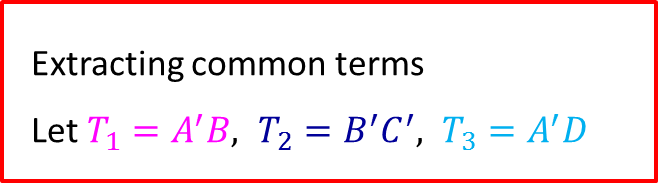 Extracting common terms
Let T₁ = A′B, T₂ = B′C′, T₃ = A′D